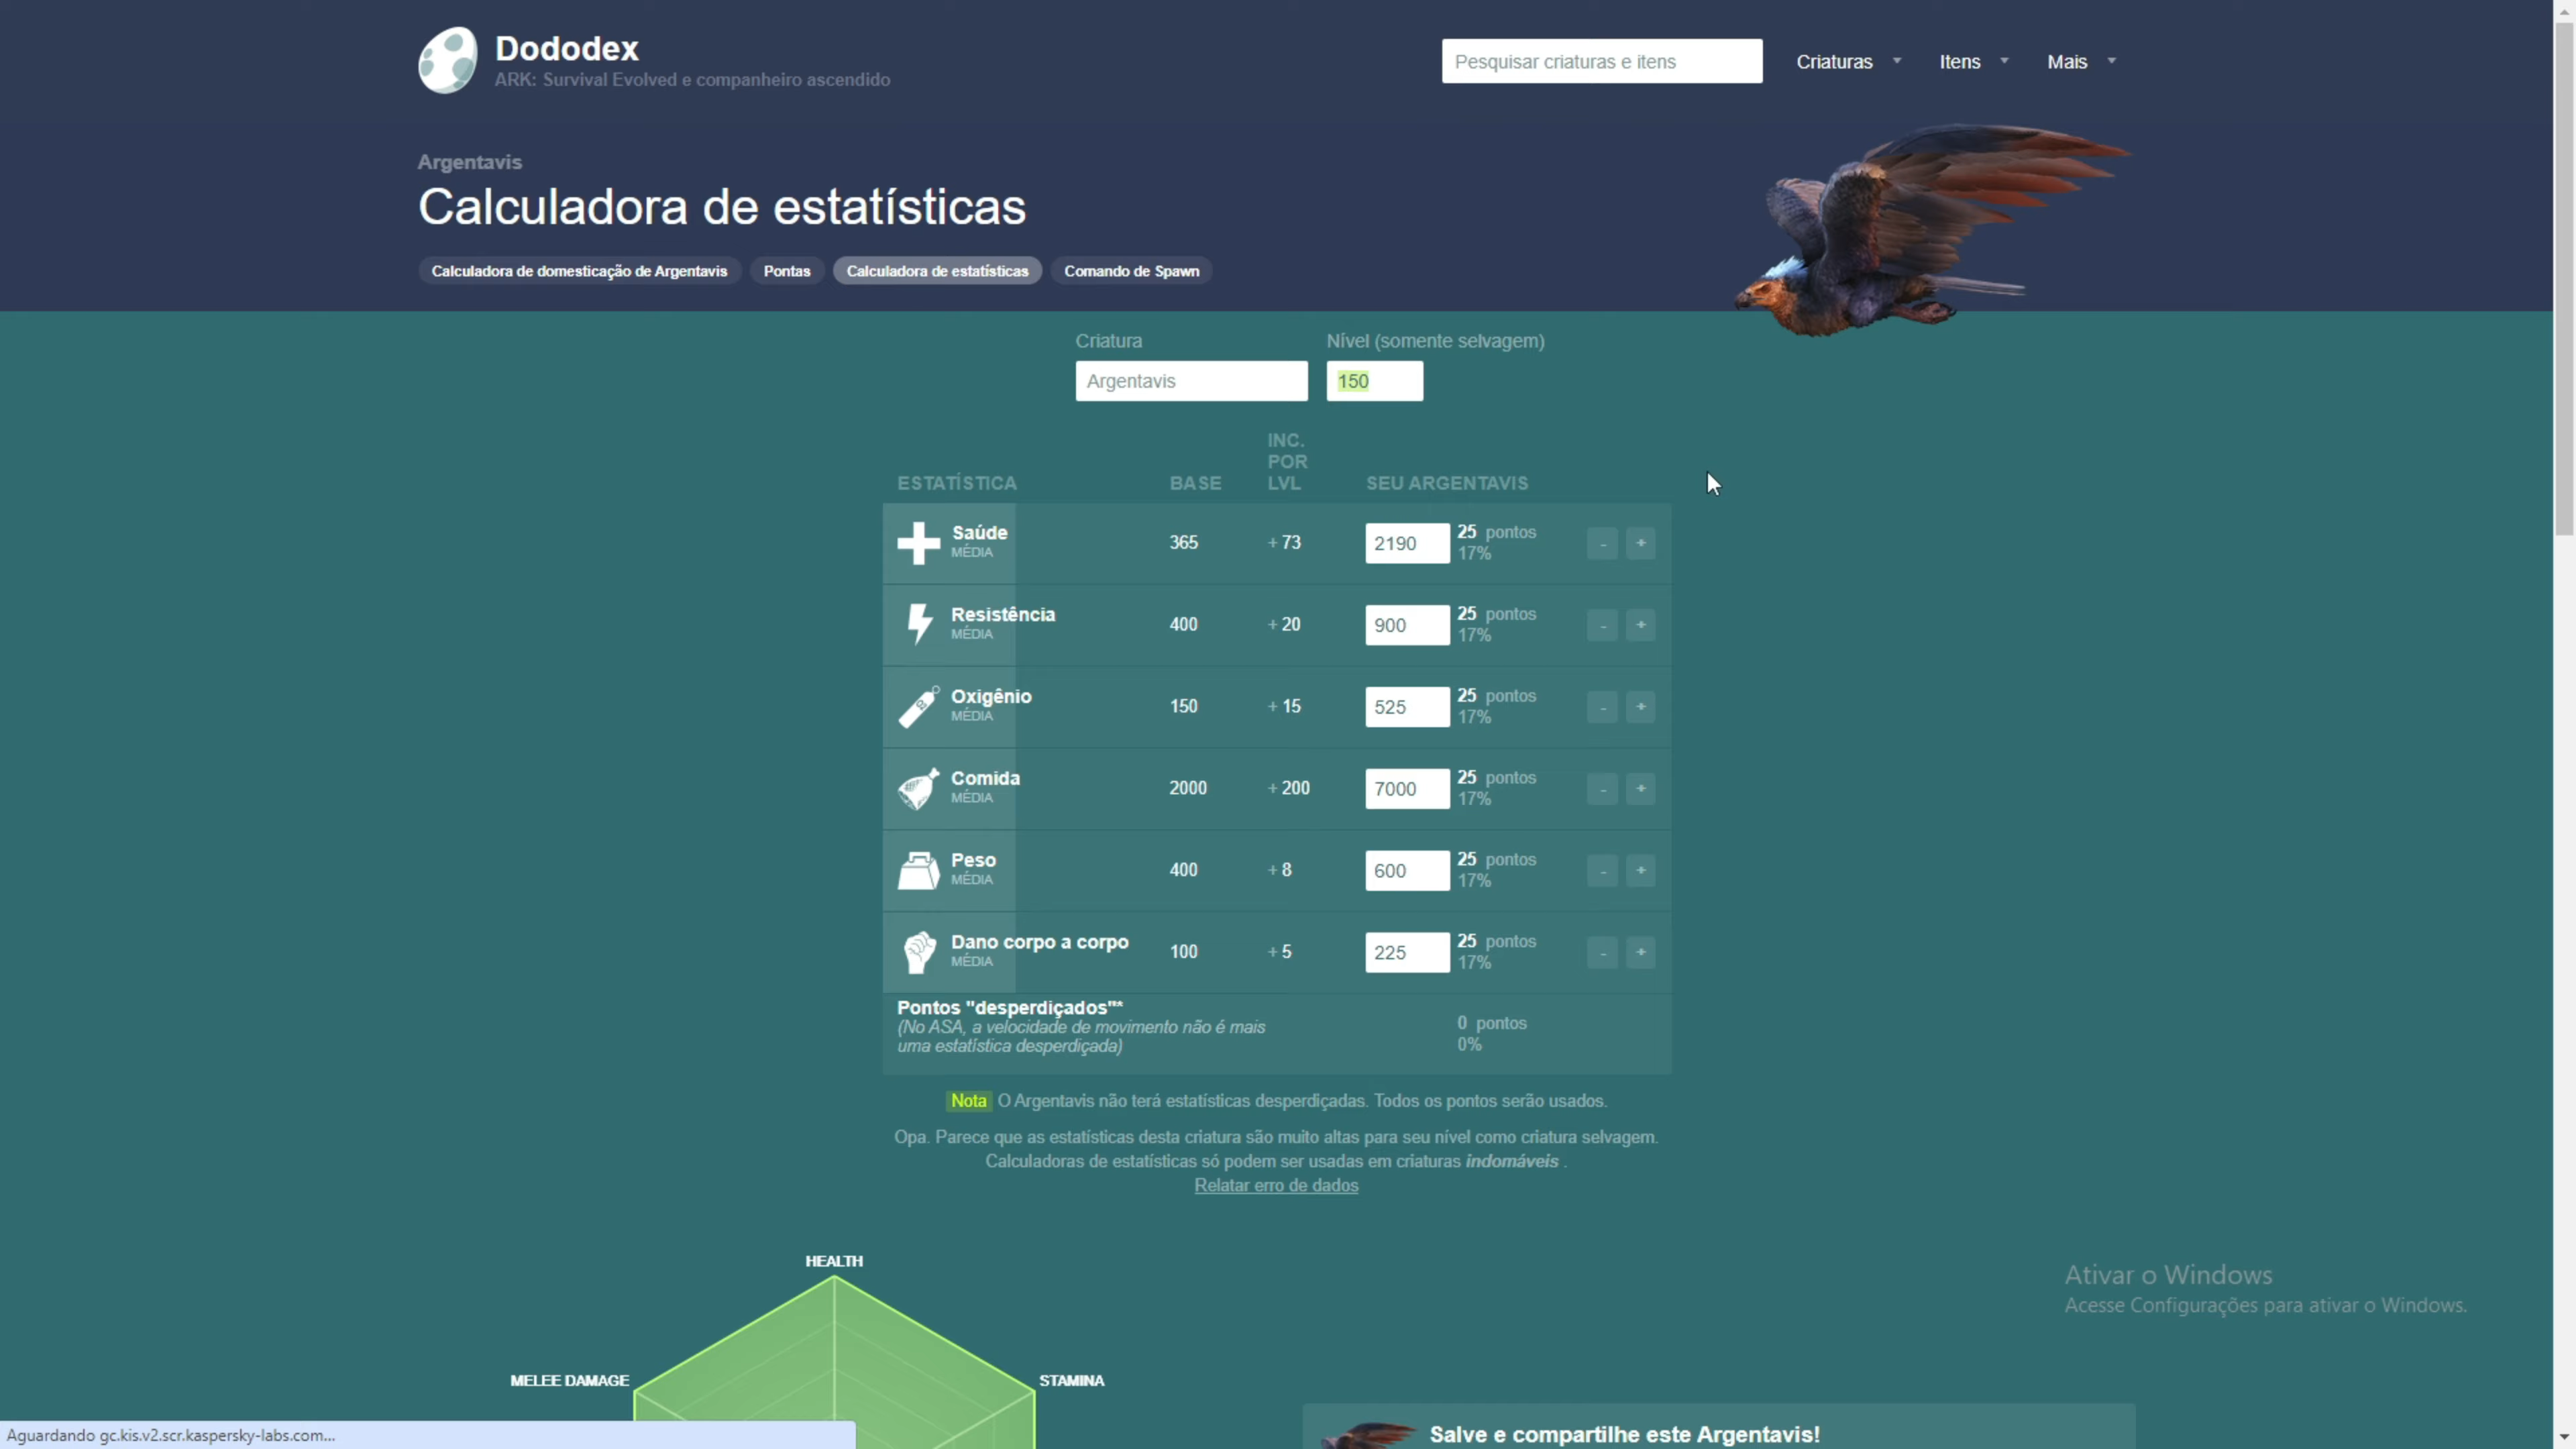 Dododex
ARK: Survival Evolved e companheiro ascendido
Pesquisar criaturas e itens
Criaturas
Itens
Mais
Argentavis
Calculadora de estatísticas
Calculadora de domesticação de Argentavis
Pontas
Calculadora de estatísticas
Comando de Spawn
Criatura
Nível (somente selvagem)
Argentavis
150
ESTATÍSTICA
BASE
INC.
POR
LVL
SEU ARGENTAVIS
Saúde
MÉDIA
365
+ 73
2190
25 pontos
17%
-
+
Resistência
MÉDIA
400
+ 20
900
25 pontos
17%
-
+
Oxigênio
MÉDIA
150
+ 15
525
25 pontos
17%
-
+
Comida
MÉDIA
2000
+ 200
7000
25 pontos
17%
-
+
Peso
MÉDIA
400
+ 8
600
25 pontos
17%
-
+
Dano corpo a corpo
MÉDIA
100
+ 5
225
25 pontos
17%
-
+
Pontos "desperdiçados"*
(No ASA, a velocidade de movimento não é mais
uma estatística desperdiçada)
0 pontos
0%
Nota O Argentavis não terá estatísticas desperdiçadas. Todos os pontos serão usados.
Opa. Parece que as estatísticas desta criatura são muito altas para seu nível como criatura selvagem.
Calculadoras de estatísticas só podem ser usadas em criaturas indomáveis .
Relatar erro de dados
HEALTH
MELEE DAMAGE
STAMINA
Ativar o Windows
Acesse Configurações para ativar o Windows.
Salve e compartilhe este Argentavis!
Aguardando gc.kis.v2.scr.kaspersky-labs.com...